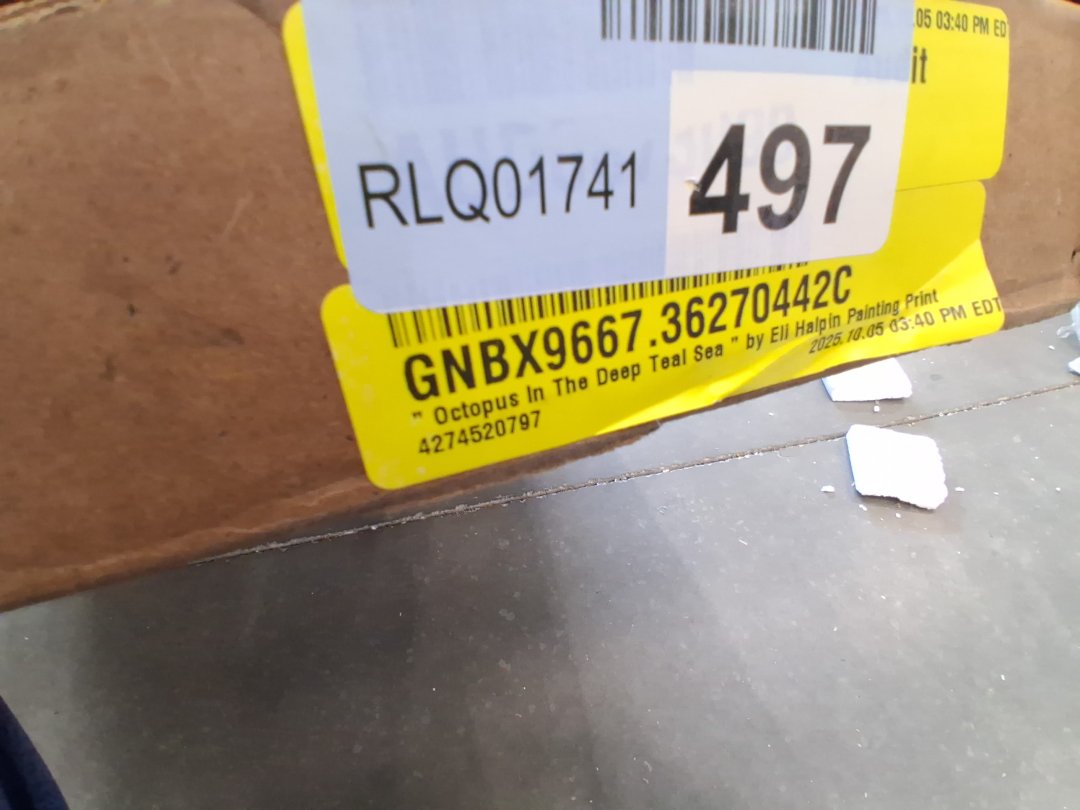 .05 03:40 PM EDT
it
RLQ01741
497
GNBX9667.36270442C
" Octopus In The Deep Teal Sea " by Eli Halpin Painting Print
2025.10.05 03:40 PM EDT
4274520797